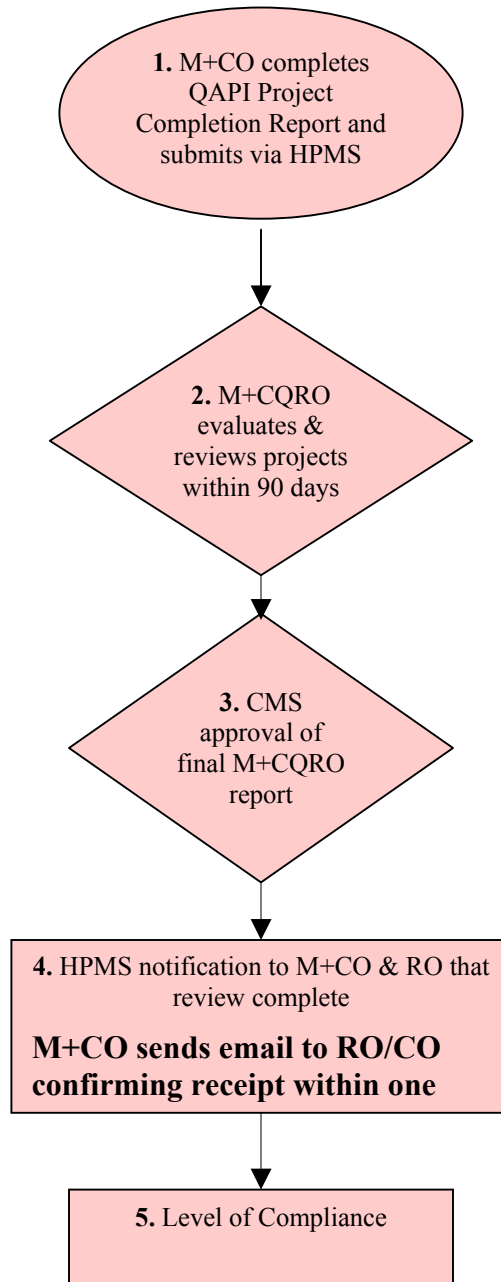 1. M+CO completes
QAPI Project
Completion Report and
submits via HPMS
2. M+CQRO
evaluates &
reviews projects
within 90 days
3. CMS
approval of
final M+CQRO
report
4. HPMS notification to M+CO & RO that
review complete
M+CO sends email to RO/CO
confirming receipt within one
5. Level of Compliance